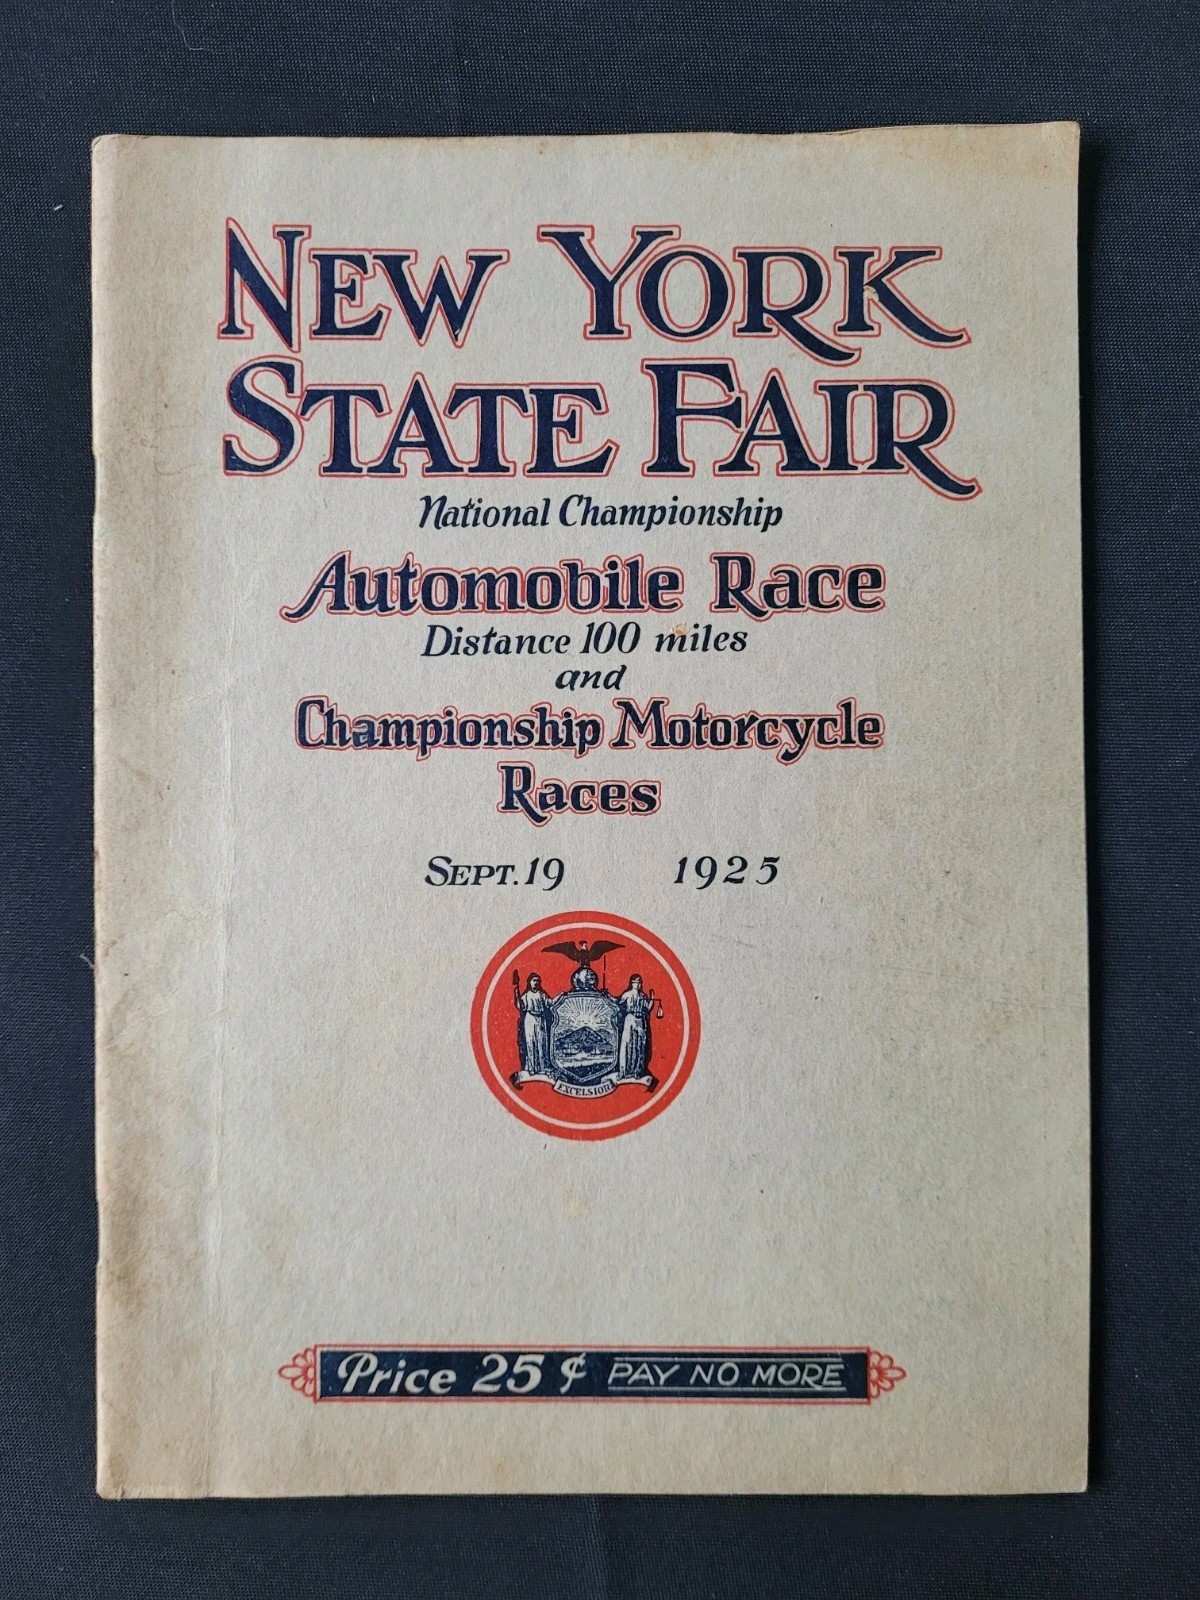 NEW YORK
STATE FAIR
National Championship
Automobile Race
Distance 100 miles
and
Championship Motorcycle
Races
SEPT. 19 1925
EXCELSIOR
Price 25 ¢ PAY NO MORE